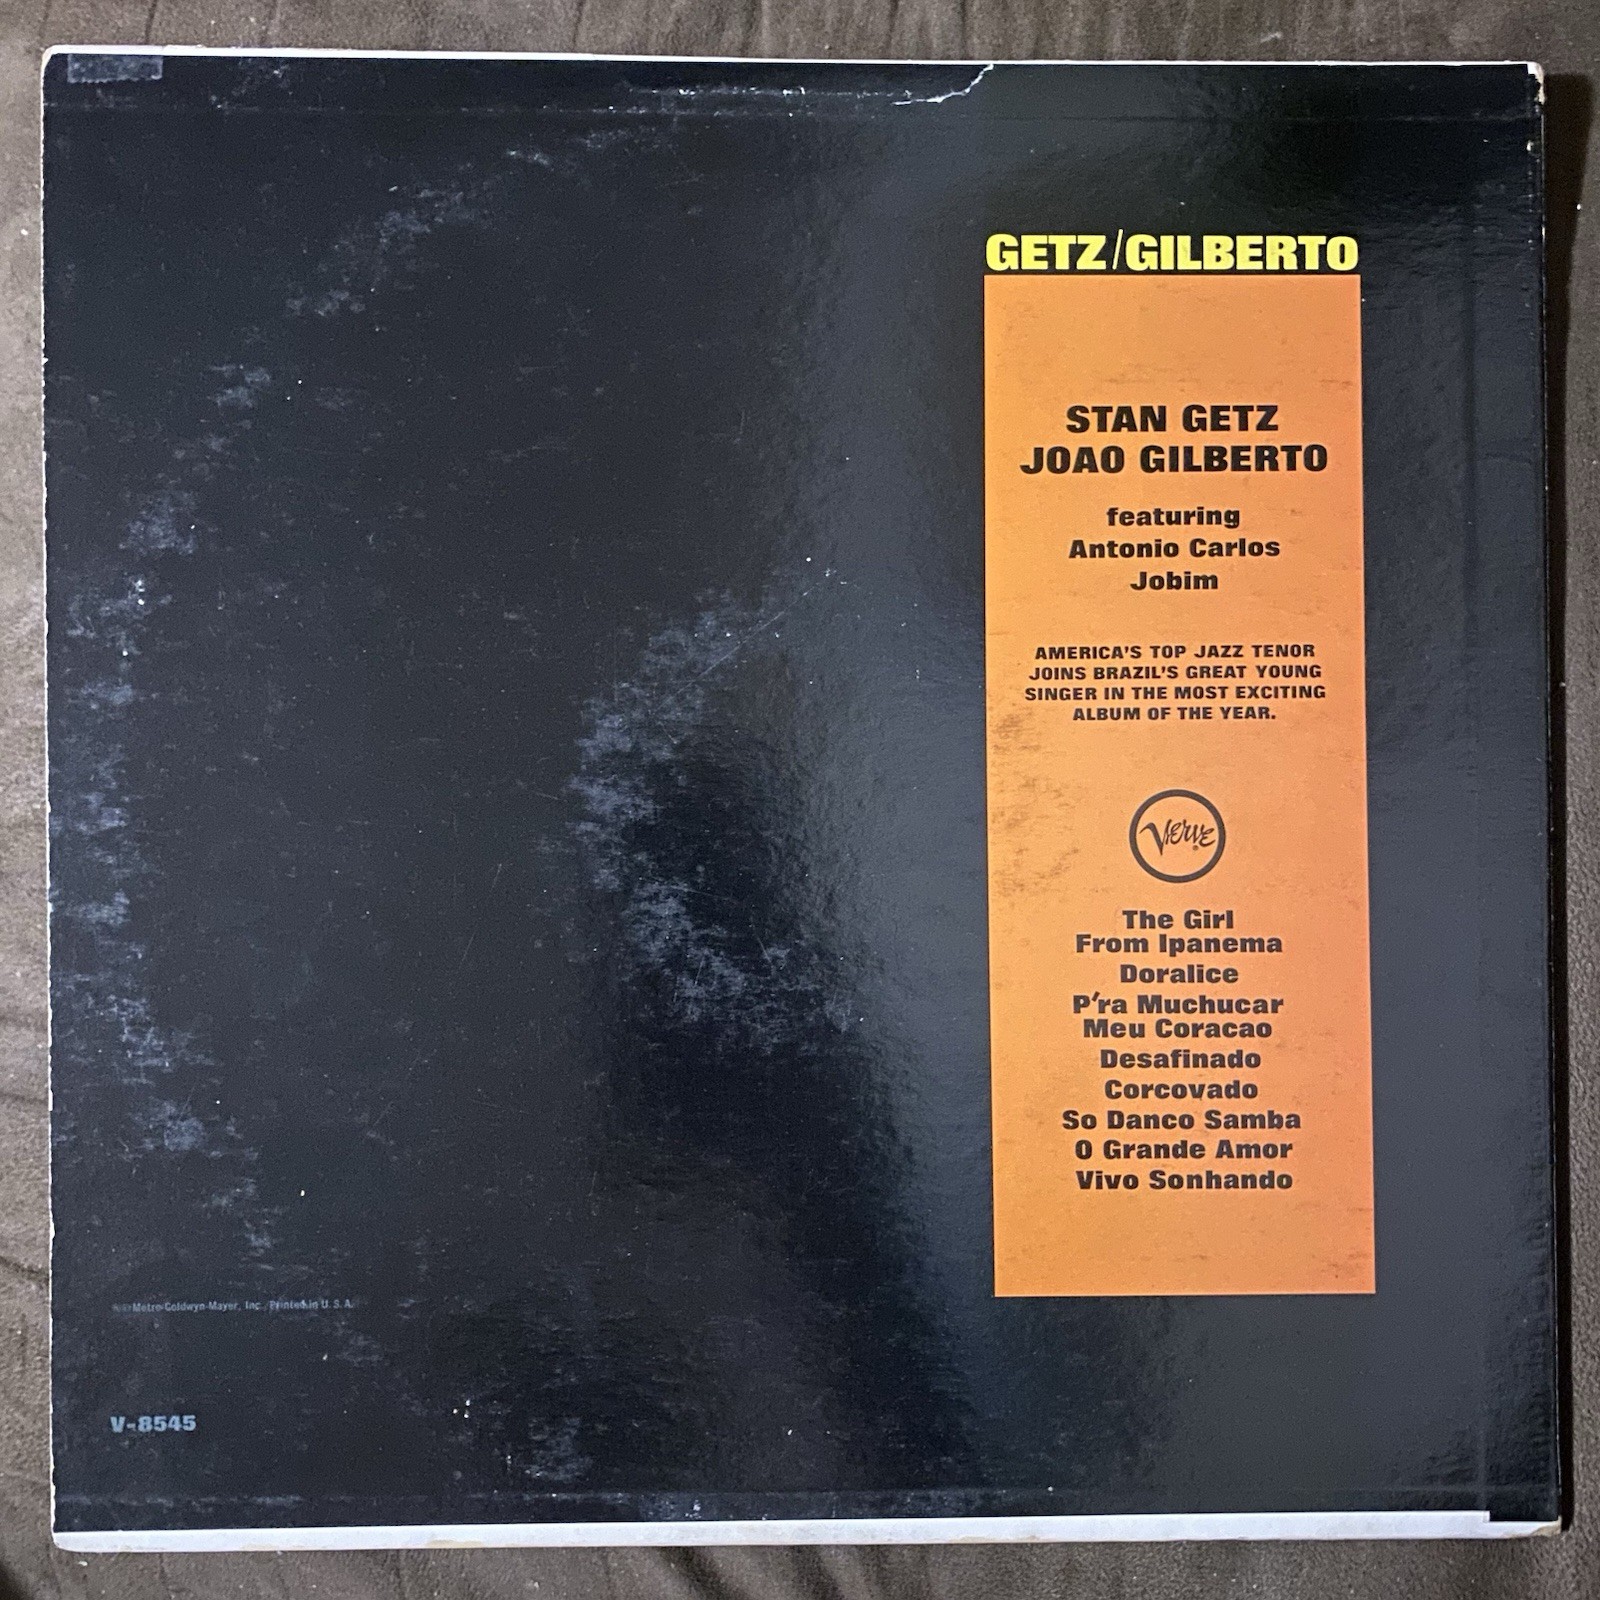 GETZ/GILBERTO
STAN GETZ
JOAO GILBERTO
featuring
Antonio Carlos
Jobim
AMERICA'S TOP JAZZ TENOR
JOINS BRAZIL'S GREAT YOUNG
SINGER IN THE MOST EXCITING
ALBUM OF THE YEAR.
Verve
The Girl
From Ipanema
Doralice
P'ra Muchucar
Meu Coracao
Desafinado
Corcovado
So Danco Samba
O Grande Amor
Vivo Sonhando
Metro-Goldwyn-Mayer, Inc. Printed in U. S. A.
V-8545